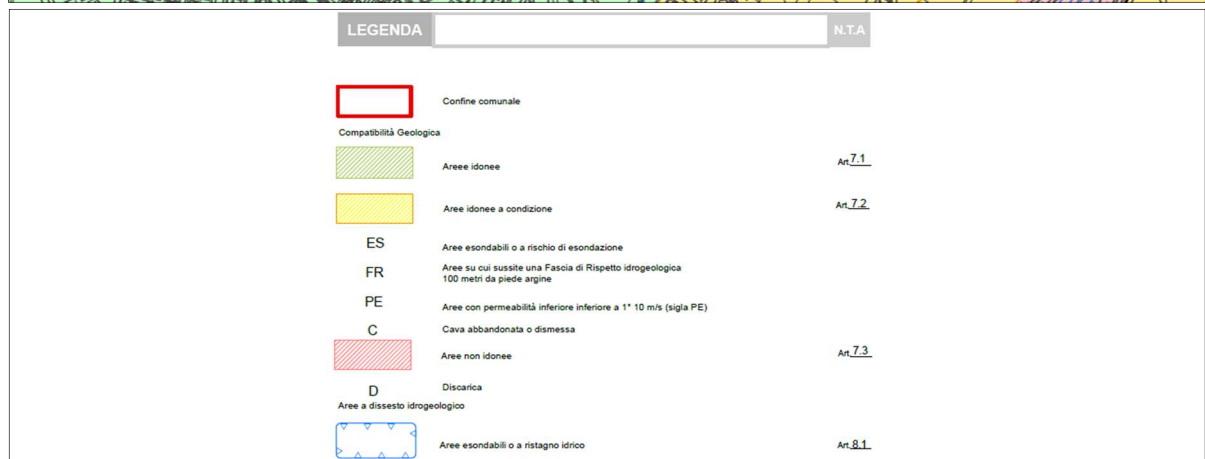 LEGENDA N.T.A
Confine comunale
Compatibilità Geologica
Areee idonee Art. 7.1
Aree idonee a condizione Art. 7.2
ES Aree esondabili o a rischio di esondazione
FR Aree su cui sussite una Fascia di Rispetto idrogeologica
100 metri da piede argine
PE Aree con permeabilità inferiore inferiore a 1* 10 m/s (sigla PE)
C Cava abbandonata o dismessa
Aree non idonee Art. 7.3
D Discarica
Aree a dissesto idrogeologico
Aree esondabili o a ristagno idrico Art. 8.1